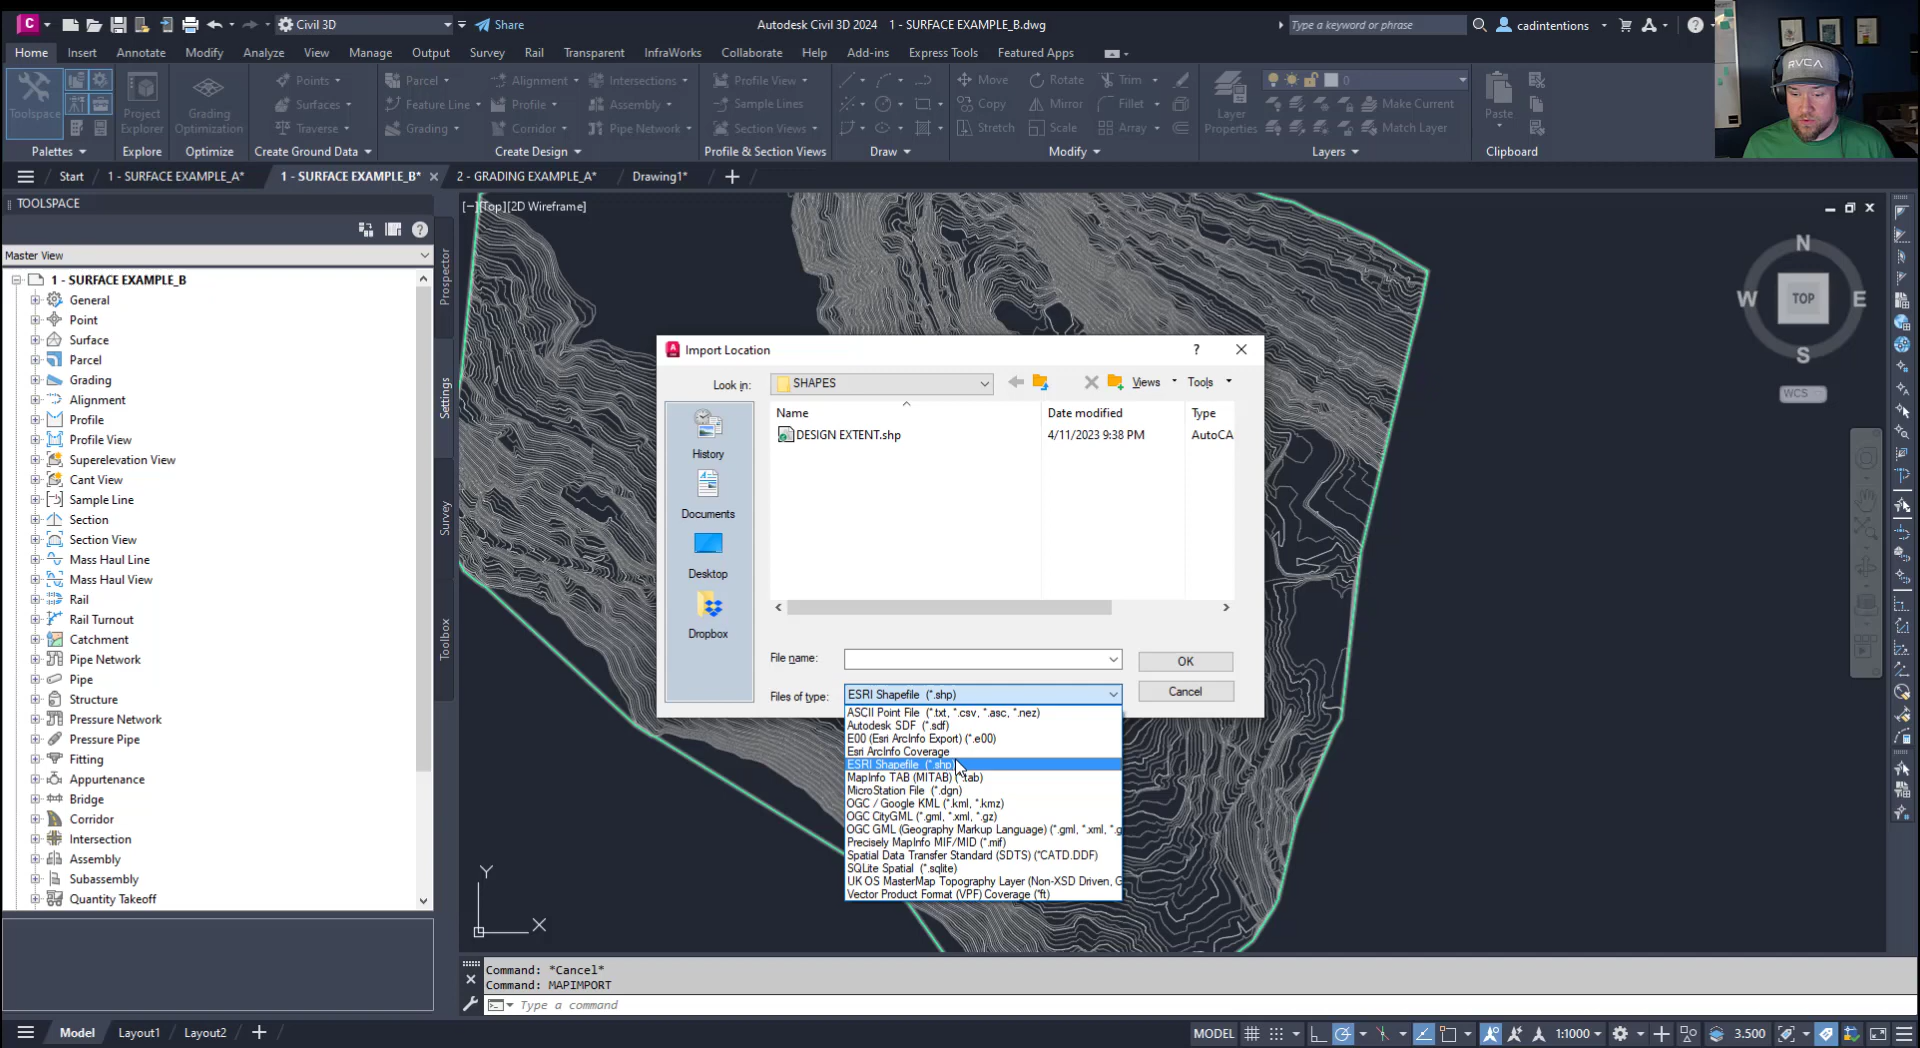 Civil 3D
Share
Autodesk Civil 3D 2024 1 - SURFACE EXAMPLE_B.dwg
Type a keyword or phrase
cadintentions
Home Insert Annotate Modify Analyze View Manage Output Survey Rail Transparent InfraWorks Collaborate Help Add-ins Express Tools Featured Apps
Points Parcel Alignment Intersections Profile View Move Rotate Trim 0
Surfaces Feature Line Profile Assembly Sample Lines Copy Mirror Fillet Make Current
Toolspace Project Explorer Grading Optimization Traverse Grading Corridor Pipe Network Section Views Stretch Scale Array Layer Properties Match Layer Paste
Palettes Explore Optimize Create Ground Data Create Design Profile & Section Views Draw Modify Layers Clipboard
Start 1 - SURFACE EXAMPLE_A* 1 - SURFACE EXAMPLE_B* 2 - GRADING EXAMPLE_A* Drawing1*
TOOLSPACE
Master View
1 - SURFACE EXAMPLE_B
General
Point
Surface
Parcel
Grading
Alignment
Profile
Profile View
Superelevation View
Cant View
Sample Line
Section
Section View
Mass Haul Line
Mass Haul View
Rail
Rail Turnout
Catchment
Pipe Network
Pipe
Structure
Pressure Network
Pressure Pipe
Fitting
Appurtenance
Bridge
Corridor
Intersection
Assembly
Subassembly
Quantity Takeoff
Prospector
Settings
Survey
Toolbox
[−][Top][2D Wireframe]
N
W TOP E
S
WCS
RVCA
Import Location
Look in: SHAPES Views Tools
Name Date modified Type
DESIGN EXTENT.shp 4/11/2023 9:38 PM AutoCA
History
Documents
Desktop
Dropbox
File name: OK
Files of type: ESRI Shapefile (*.shp) Cancel
ASCII Point File (*.txt, *.csv, *.asc, *.nez)
Autodesk SDF (*.sdf)
E00 (Esri ArcInfo Export) (*.e00)
Esri ArcInfo Coverage
ESRI Shapefile (*.shp)
MapInfo TAB (MITAB) (*.tab)
MicroStation File (*.dgn)
OGC / Google KML (*.kml, *.kmz)
OGC CityGML (*.gml, *.xml, *.gz)
OGC GML (Geography Markup Language) (*.gml, *.xml, *.g
Precisely MapInfo MIF/MID (*.mif)
Spatial Data Transfer Standard (SDTS) (*CATD.DDF)
SQLite Spatial (*.sqlite)
UK OS MasterMap Topography Layer (Non-XSD Driven, G
Vector Product Format (VPF) Coverage (*ft)
Y
X
Command: *Cancel*
Command: MAPIMPORT
Type a command
Model Layout1 Layout2
MODEL 1:1000 3.500